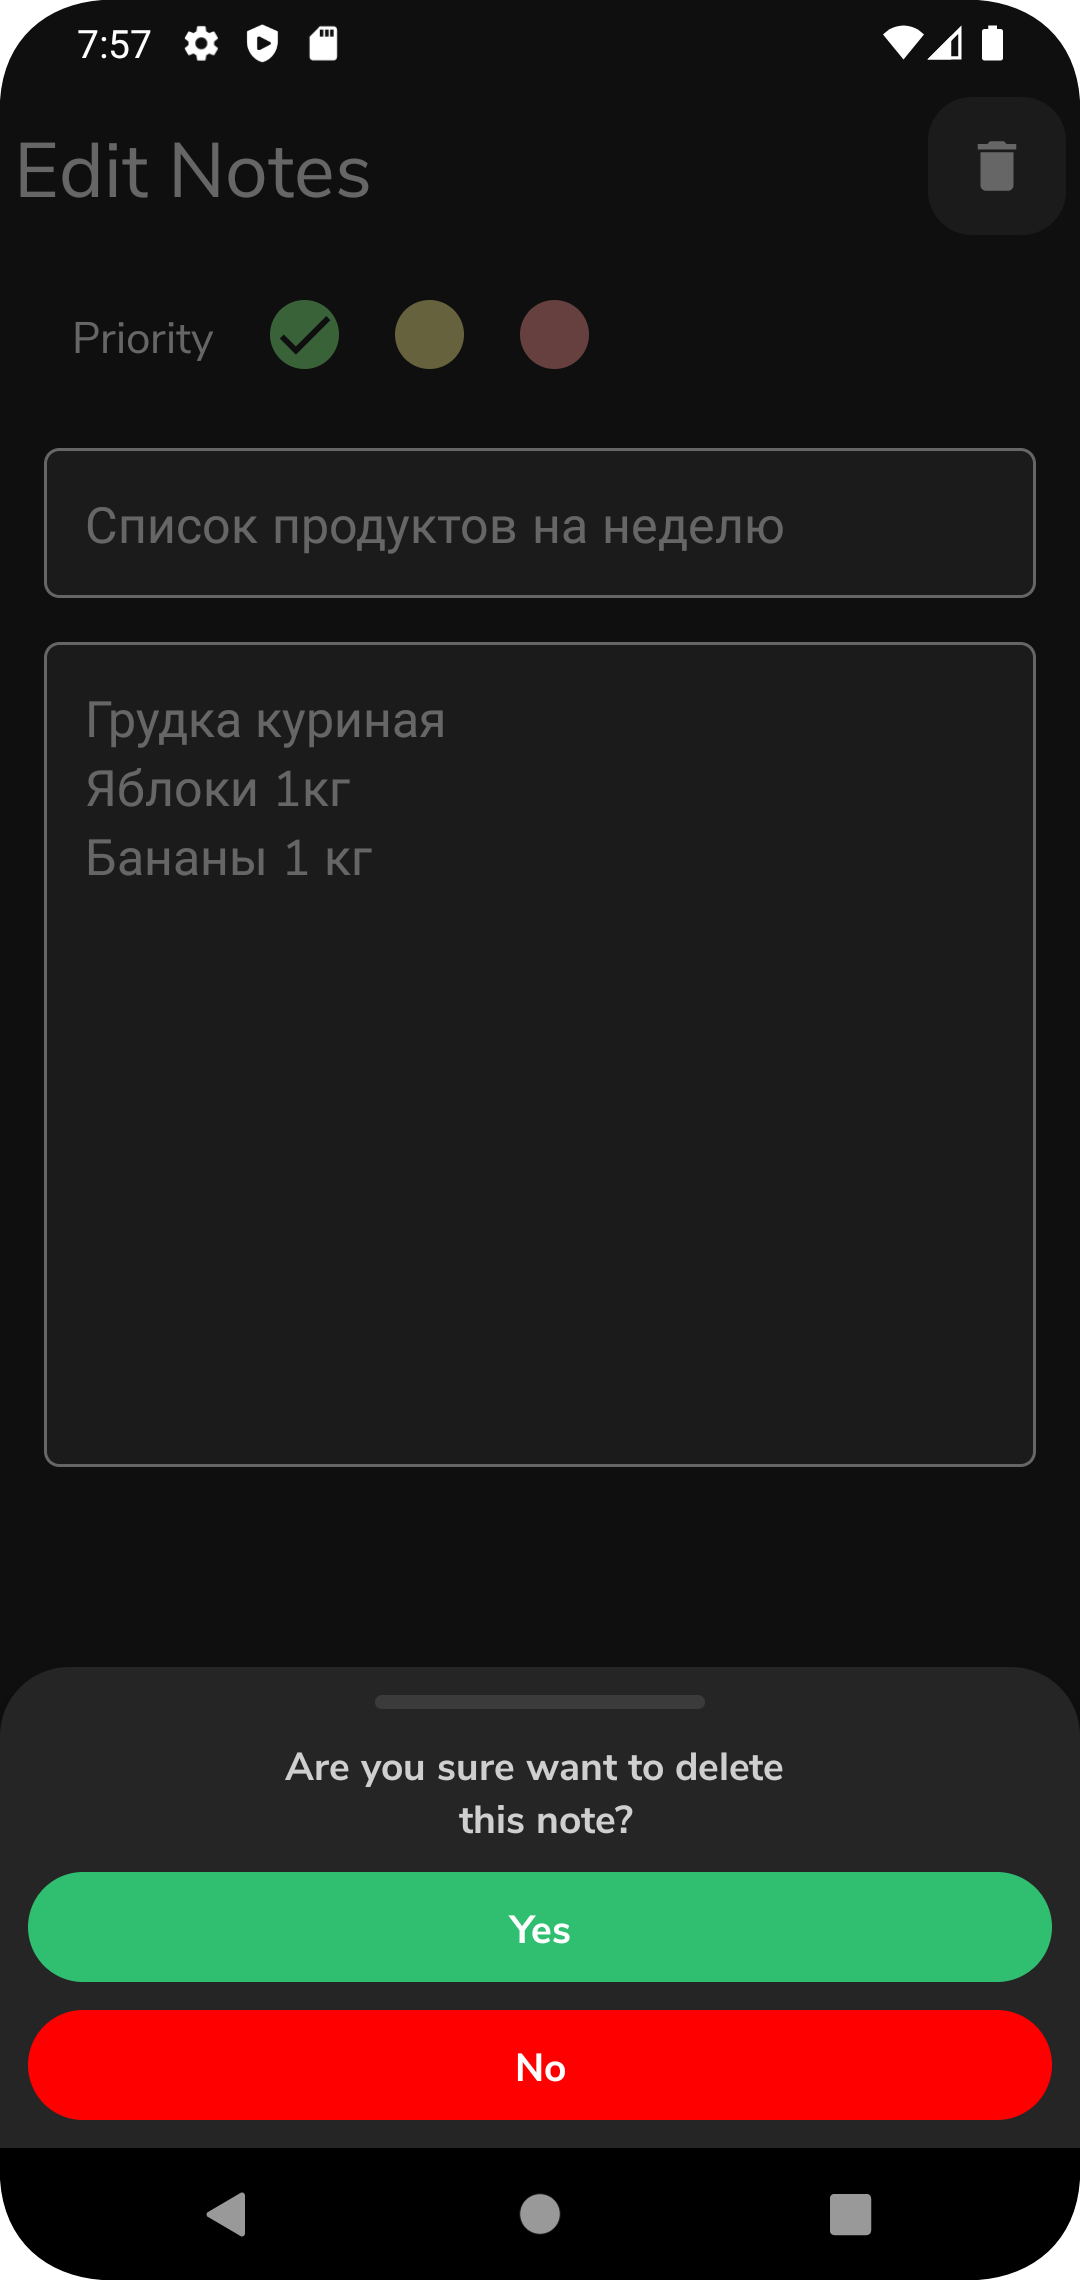 7:57
Edit Notes
Priority
Список продуктов на неделю
Грудка куриная
Яблоки 1кг
Бананы 1 кг
Are you sure want to delete
this note?
Yes
No